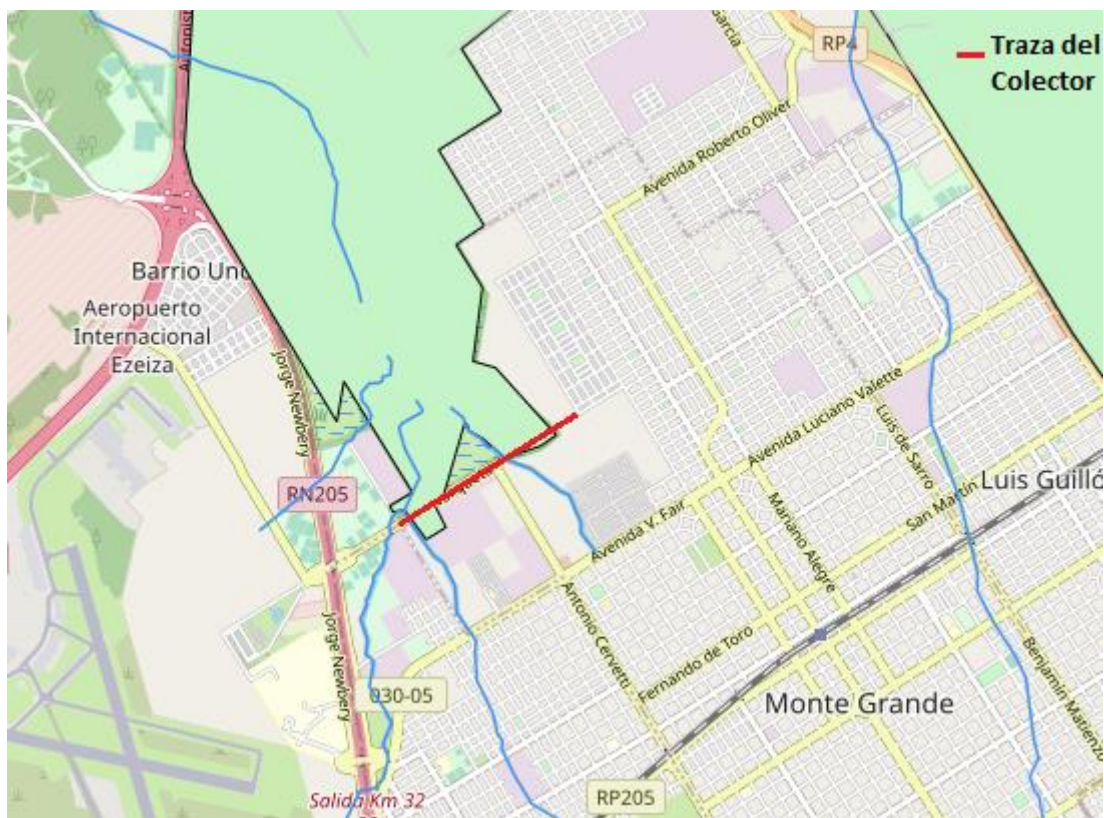 Traza del
Colector
García
RP4
Avenida Roberto Oliver
Barrio Uno
Aeropuerto
Internacional
Ezeiza
Jorge Newbery
RN205
Avenida Luciano Valette
Luis de Sarro
San Martín
Luis Guilló
Mariano Alegre
Avenida V. Fair
Antonio Cervetti
Fernando de Toro
Jorge Newbery
030-05
Monte Grande
Benjamín Matienzo
Salida Km 32
RP205